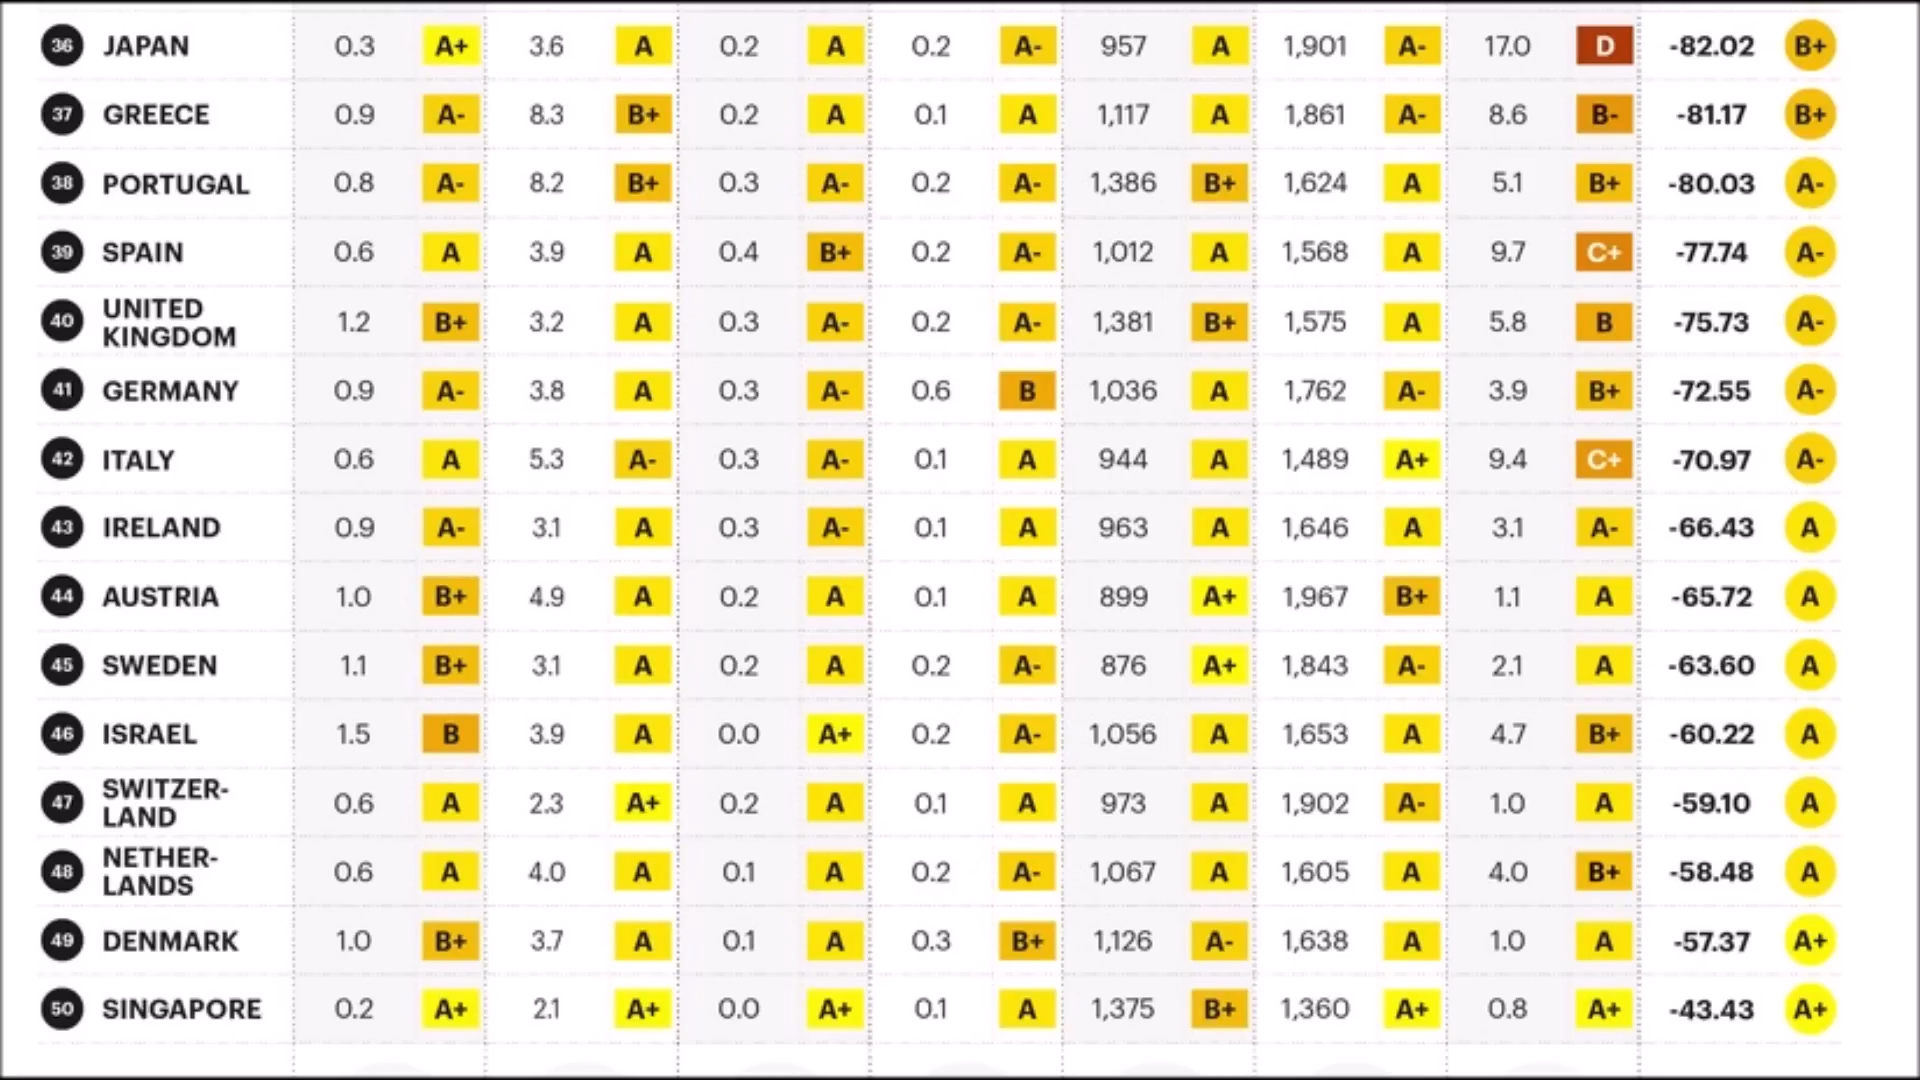 36 JAPAN 0.3 A+ 3.6 A 0.2 A 0.2 A- 957 A 1,901 A- 17.0 D -82.02 B+
37 GREECE 0.9 A- 8.3 B+ 0.2 A 0.1 A 1,117 A 1,861 A- 8.6 B- -81.17 B+
38 PORTUGAL 0.8 A- 8.2 B+ 0.3 A- 0.2 A- 1,386 B+ 1,624 A 5.1 B+ -80.03 A-
39 SPAIN 0.6 A 3.9 A 0.4 B+ 0.2 A- 1,012 A 1,568 A 9.7 C+ -77.74 A-
40 UNITED
KINGDOM 1.2 B+ 3.2 A 0.3 A- 0.2 A- 1,381 B+ 1,575 A 5.8 B -75.73 A-
41 GERMANY 0.9 A- 3.8 A 0.3 A- 0.6 B 1,036 A 1,762 A- 3.9 B+ -72.55 A-
42 ITALY 0.6 A 5.3 A- 0.3 A- 0.1 A 944 A 1,489 A+ 9.4 C+ -70.97 A-
43 IRELAND 0.9 A- 3.1 A 0.3 A- 0.1 A 963 A 1,646 A 3.1 A- -66.43 A
44 AUSTRIA 1.0 B+ 4.9 A 0.2 A 0.1 A 899 A+ 1,967 B+ 1.1 A -65.72 A
45 SWEDEN 1.1 B+ 3.1 A 0.2 A 0.2 A- 876 A+ 1,843 A- 2.1 A -63.60 A
46 ISRAEL 1.5 B 3.9 A 0.0 A+ 0.2 A- 1,056 A 1,653 A 4.7 B+ -60.22 A
47 SWITZER-
LAND 0.6 A 2.3 A+ 0.2 A 0.1 A 973 A 1,902 A- 1.0 A -59.10 A
48 NETHER-
LANDS 0.6 A 4.0 A 0.1 A 0.2 A- 1,067 A 1,605 A 4.0 B+ -58.48 A
49 DENMARK 1.0 B+ 3.7 A 0.1 A 0.3 B+ 1,126 A- 1,638 A 1.0 A -57.37 A+
50 SINGAPORE 0.2 A+ 2.1 A+ 0.0 A+ 0.1 A 1,375 B+ 1,360 A+ 0.8 A+ -43.43 A+